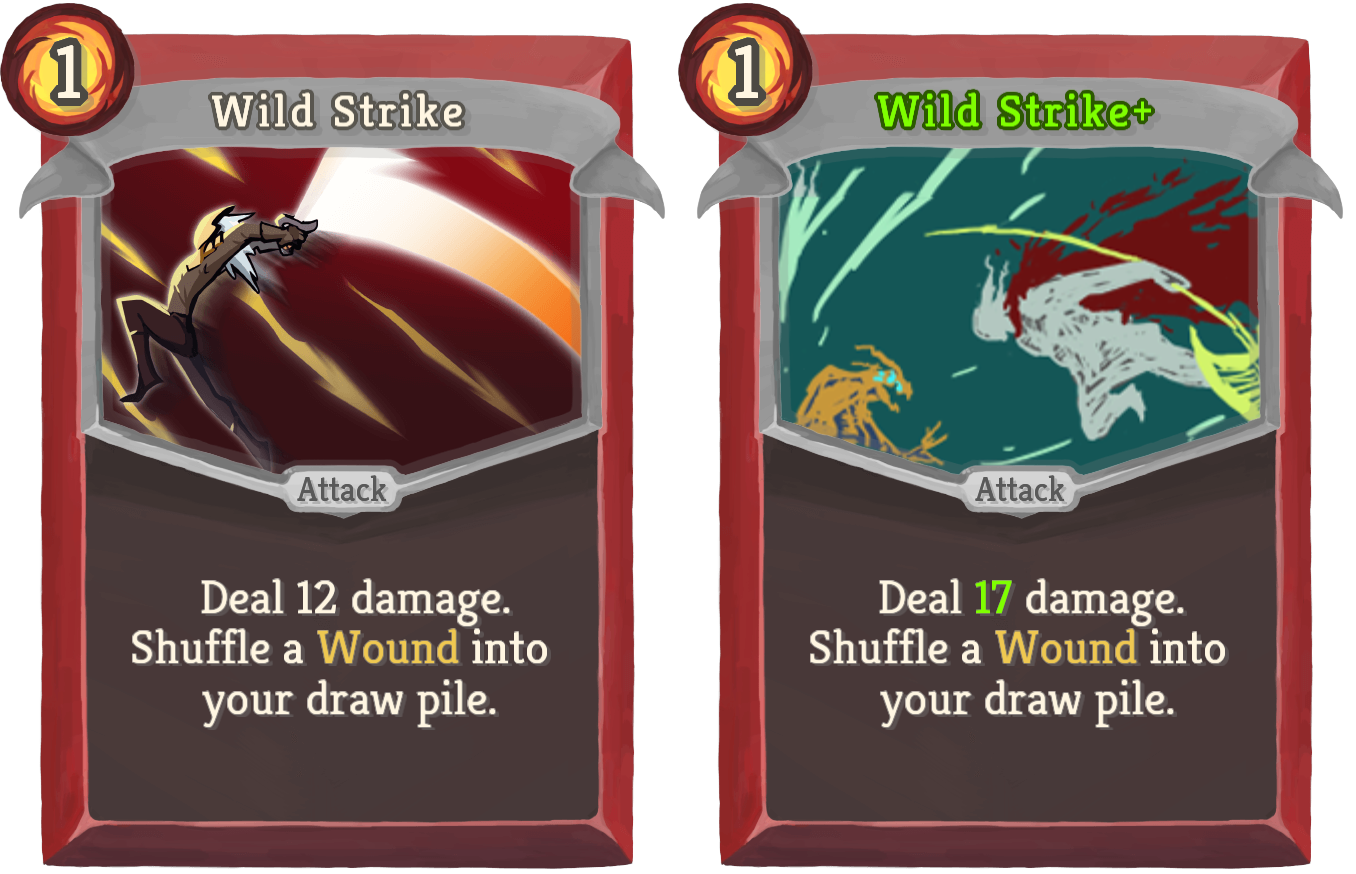 1
Wild Strike
Attack
Deal 12 damage.
Shuffle a Wound into
your draw pile.
1
Wild Strike+
Attack
Deal 17 damage.
Shuffle a Wound into
your draw pile.